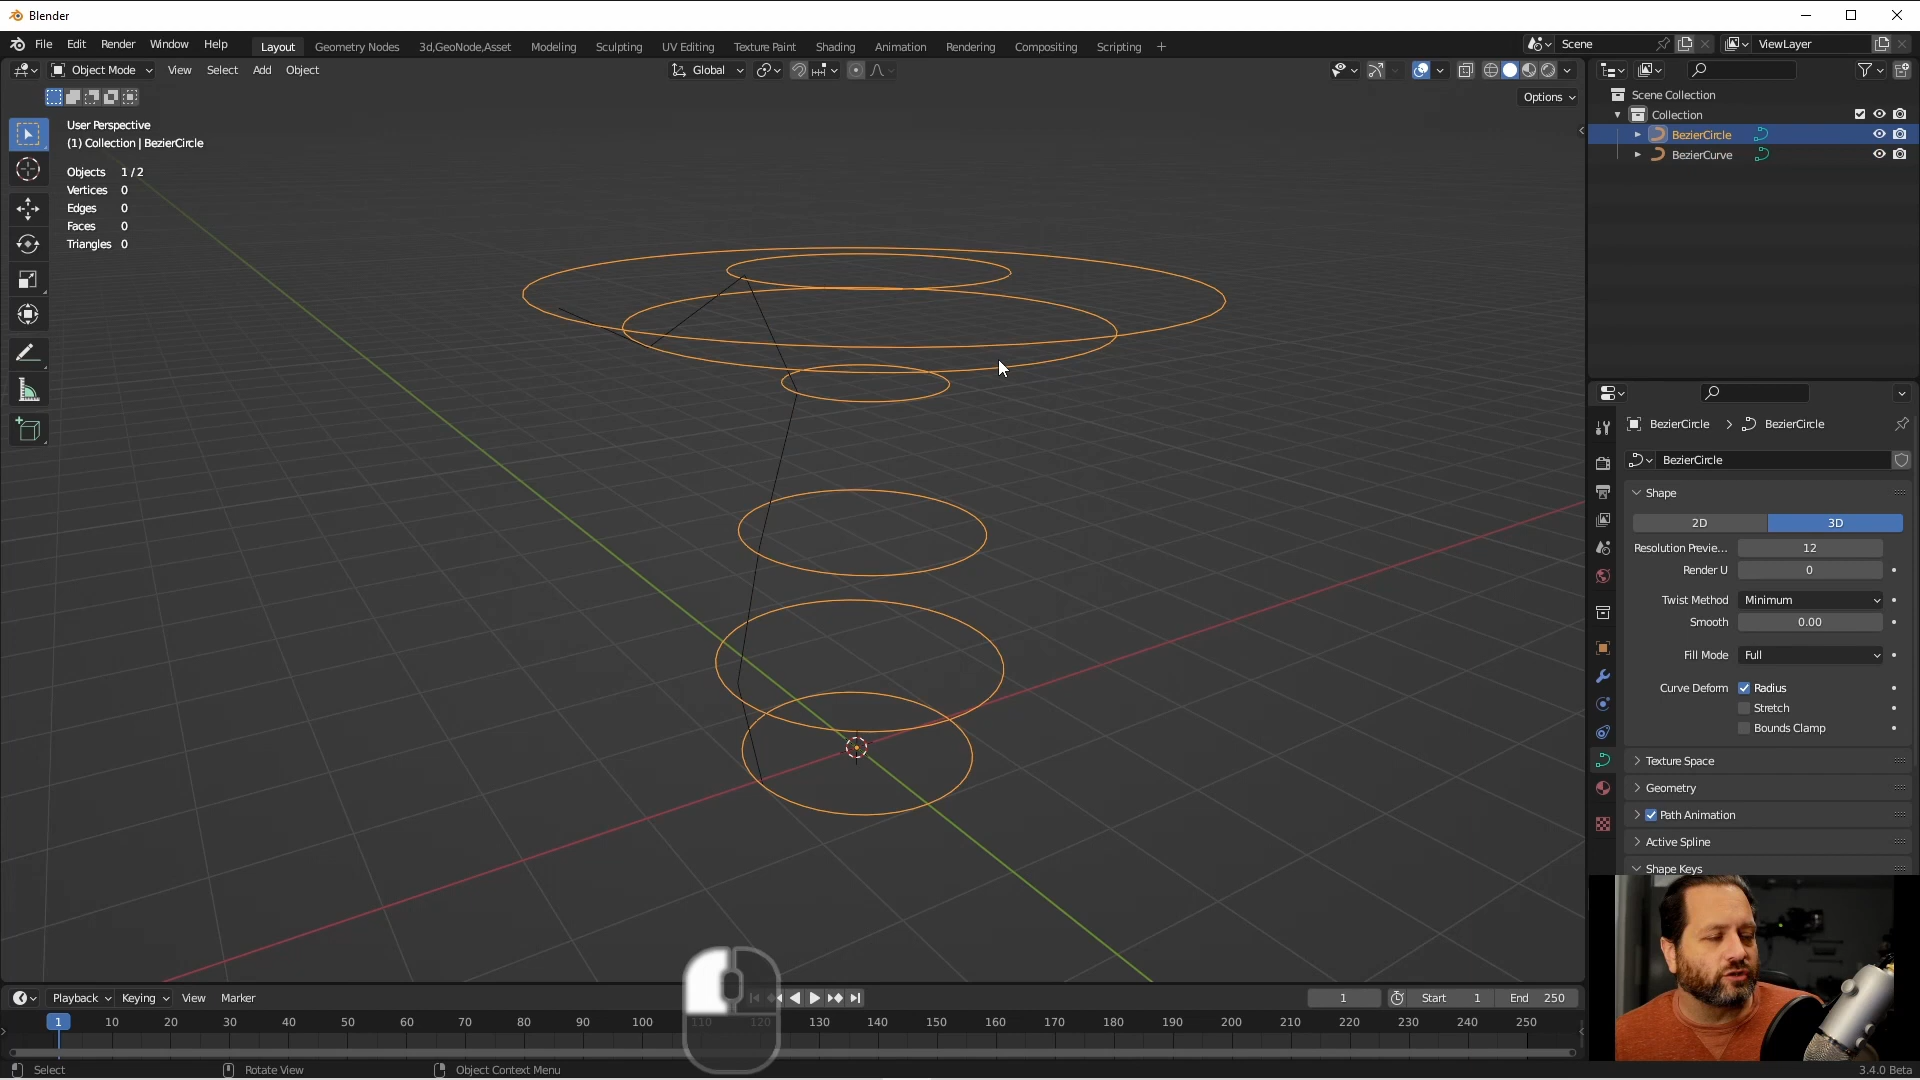 Blender
File Edit Render Window Help Layout Geometry Nodes 3d,GeoNode,Asset Modeling Sculpting UV Editing Texture Paint Shading Animation Rendering Compositing Scripting + Scene ViewLayer
Object Mode View Select Add Object Global
Options
User Perspective
(1) Collection | BezierCircle
Objects 1 / 2
Vertices 0
Edges 0
Faces 0
Triangles 0
Scene Collection
Collection
BezierCircle
BezierCurve
BezierCircle > BezierCircle
BezierCircle
Shape
2D 3D
Resolution Previe... 12
Render U 0
Twist Method Minimum
Smooth 0.00
Fill Mode Full
Curve Deform Radius
Stretch
Bounds Clamp
Texture Space
Geometry
Path Animation
Active Spline
Shape Keys
Playback Keying View Marker 1 Start 1 End 250
1 10 20 30 40 50 60 70 80 90 100 110 120 130 140 150 160 170 180 190 200 210 220 230 240 250
Select Rotate View Object Context Menu 3.4.0 Beta